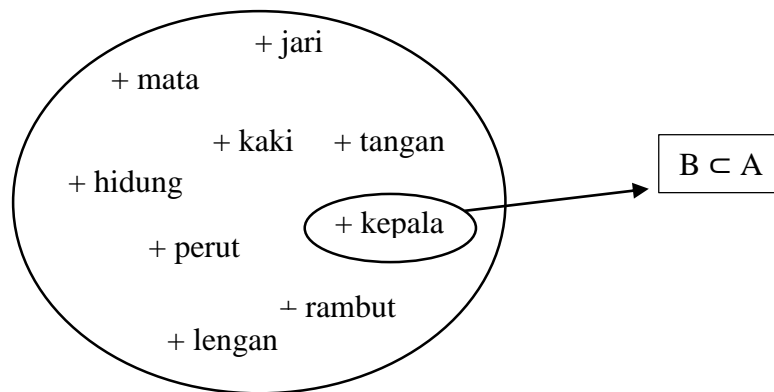 + jari
+ mata
+ kaki
+ tangan
B ⊂ A
+ hidung
+ kepala
+ perut
+ rambut
+ lengan